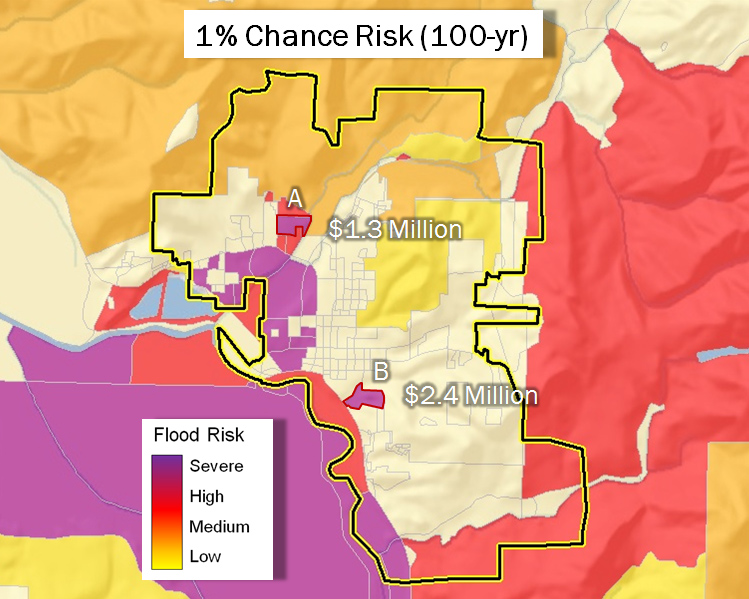 1% Chance Risk (100-yr)
A
$1.3 Million
B
$2.4 Million
Flood Risk
Severe
High
Medium
Low